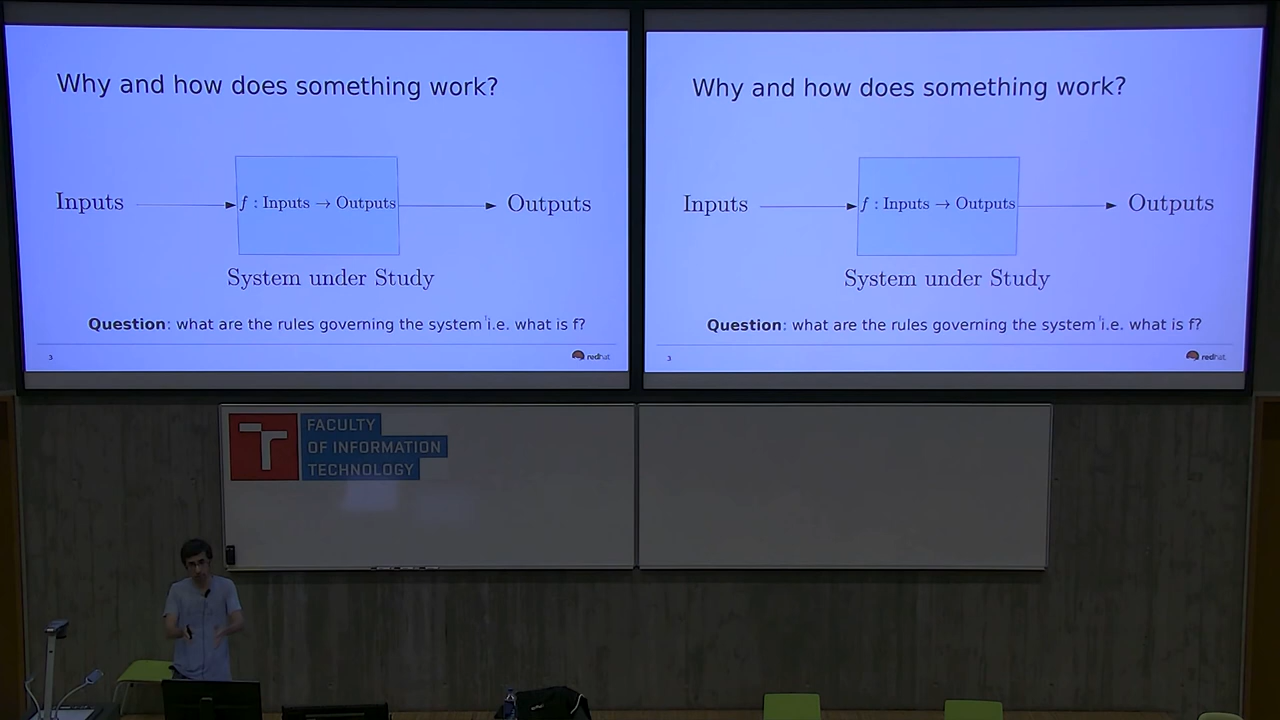 Why and how does something work?
Inputs
f : Inputs → Outputs
Outputs
System under Study
Question: what are the rules governing the system i.e. what is f?
3
redhat
Why and how does something work?
Inputs
f : Inputs → Outputs
Outputs
System under Study
Question: what are the rules governing the system i.e. what is f?
3
redhat
T
FACULTY
OF INFORMATION
TECHNOLOGY